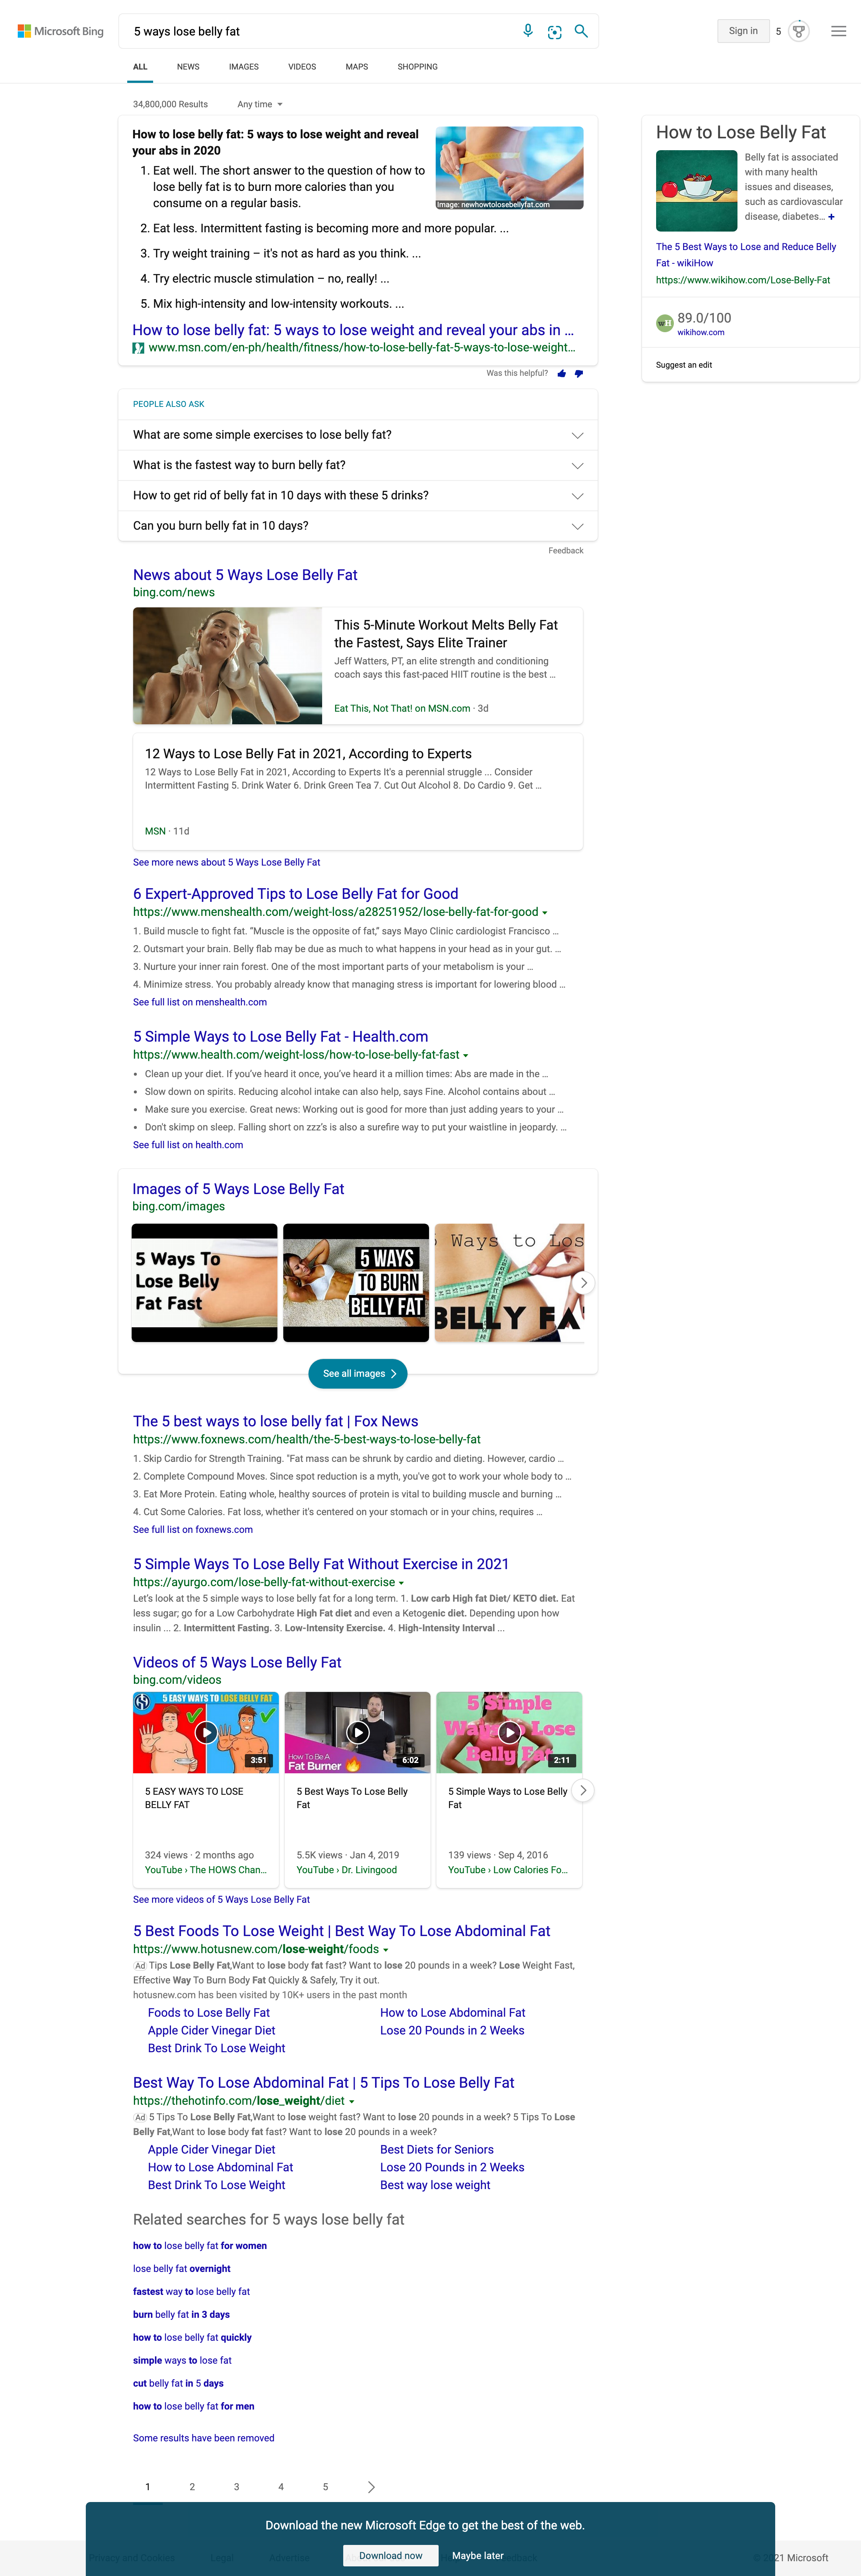 Microsoft Bing
5 ways lose belly fat
Sign in
5
ALL
NEWS
IMAGES
VIDEOS
MAPS
SHOPPING
34,800,000 Results
Any time
How to lose belly fat: 5 ways to lose weight and reveal
your abs in 2020
1. Eat well. The short answer to the question of how to
lose belly fat is to burn more calories than you
consume on a regular basis.
2. Eat less. Intermittent fasting is becoming more and more popular. ...
3. Try weight training – it's not as hard as you think. ...
4. Try electric muscle stimulation – no, really! ...
5. Mix high-intensity and low-intensity workouts. ...
Image: newhowtolosebellyfat.com
How to lose belly fat: 5 ways to lose weight and reveal your abs in ...
www.msn.com/en-ph/health/fitness/how-to-lose-belly-fat-5-ways-to-lose-weight...
Was this helpful?
How to Lose Belly Fat
Belly fat is associated
with many health
issues and diseases,
such as cardiovascular
disease, diabetes... +
The 5 Best Ways to Lose and Reduce Belly
Fat - wikiHow
https://www.wikihow.com/Lose-Belly-Fat
wH
89.0/100
wikihow.com
Suggest an edit
PEOPLE ALSO ASK
What are some simple exercises to lose belly fat?
What is the fastest way to burn belly fat?
How to get rid of belly fat in 10 days with these 5 drinks?
Can you burn belly fat in 10 days?
Feedback
News about 5 Ways Lose Belly Fat
bing.com/news
This 5-Minute Workout Melts Belly Fat
the Fastest, Says Elite Trainer
Jeff Watters, PT, an elite strength and conditioning
coach says this fast-paced HIIT routine is the best ...
Eat This, Not That! on MSN.com · 3d
12 Ways to Lose Belly Fat in 2021, According to Experts
12 Ways to Lose Belly Fat in 2021, According to Experts It's a perennial struggle ... Consider
Intermittent Fasting 5. Drink Water 6. Drink Green Tea 7. Cut Out Alcohol 8. Do Cardio 9. Get ...
MSN · 11d
See more news about 5 Ways Lose Belly Fat
6 Expert-Approved Tips to Lose Belly Fat for Good
https://www.menshealth.com/weight-loss/a28251952/lose-belly-fat-for-good
1. Build muscle to fight fat. “Muscle is the opposite of fat,” says Mayo Clinic cardiologist Francisco ...
2. Outsmart your brain. Belly flab may be due as much to what happens in your head as in your gut. ...
3. Nurture your inner rain forest. One of the most important parts of your metabolism is your ...
4. Minimize stress. You probably already know that managing stress is important for lowering blood ...
See full list on menshealth.com
5 Simple Ways to Lose Belly Fat - Health.com
https://www.health.com/weight-loss/how-to-lose-belly-fat-fast
• Clean up your diet. If you've heard it once, you've heard it a million times: Abs are made in the ...
• Slow down on spirits. Reducing alcohol intake can also help, says Fine. Alcohol contains about ...
• Make sure you exercise. Great news: Working out is good for more than just adding years to your ...
• Don't skimp on sleep. Falling short on zzz's is also a surefire way to put your waistline in jeopardy. ...
See full list on health.com
Images of 5 Ways Lose Belly Fat
bing.com/images
5 Ways To
Lose Belly
Fat Fast
5 WAYS
TO BURN
BELLY FAT
Ways to Los
BELLY FA
See all images
The 5 best ways to lose belly fat | Fox News
https://www.foxnews.com/health/the-5-best-ways-to-lose-belly-fat
1. Skip Cardio for Strength Training. "Fat mass can be shrunk by cardio and dieting. However, cardio ...
2. Complete Compound Moves. Since spot reduction is a myth, you've got to work your whole body to ...
3. Eat More Protein. Eating whole, healthy sources of protein is vital to building muscle and burning ...
4. Cut Some Calories. Fat loss, whether it's centered on your stomach or in your chins, requires ...
See full list on foxnews.com
5 Simple Ways To Lose Belly Fat Without Exercise in 2021
https://ayurgo.com/lose-belly-fat-without-exercise
Let's look at the 5 simple ways to lose belly fat for a long term. 1. Low carb High fat Diet/ KETO diet. Eat
less sugar; go for a Low Carbohydrate High Fat diet and even a Ketogenic diet. Depending upon how
insulin ... 2. Intermittent Fasting. 3. Low-Intensity Exercise. 4. High-Intensity Interval ...
Videos of 5 Ways Lose Belly Fat
bing.com/videos
5 EASY WAYS TO LOSE BELLY FAT
3:51
How To Be A
Fat Burner
6:02
5 Simple
Ways To Lose
Belly Fat
2:11
5 EASY WAYS TO LOSE
BELLY FAT
324 views · 2 months ago
YouTube › The HOWS Chan...
5 Best Ways To Lose Belly
Fat
5.5K views · Jan 4, 2019
YouTube › Dr. Livingood
5 Simple Ways to Lose Belly
Fat
139 views · Sep 4, 2016
YouTube › Low Calories Fo...
See more videos of 5 Ways Lose Belly Fat
5 Best Foods To Lose Weight | Best Way To Lose Abdominal Fat
https://www.hotusnew.com/lose-weight/foods
Ad Tips Lose Belly Fat,Want to lose body fat fast? Want to lose 20 pounds in a week? Lose Weight Fast,
Effective Way To Burn Body Fat Quickly & Safely, Try it out.
hotusnew.com has been visited by 10K+ users in the past month
Foods to Lose Belly Fat
How to Lose Abdominal Fat
Apple Cider Vinegar Diet
Lose 20 Pounds in 2 Weeks
Best Drink To Lose Weight
Best Way To Lose Abdominal Fat | 5 Tips To Lose Belly Fat
https://thehotinfo.com/lose_weight/diet
Ad 5 Tips To Lose Belly Fat,Want to lose weight fast? Want to lose 20 pounds in a week? 5 Tips To Lose
Belly Fat,Want to lose body fat fast? Want to lose 20 pounds in a week?
Apple Cider Vinegar Diet
Best Diets for Seniors
How to Lose Abdominal Fat
Lose 20 Pounds in 2 Weeks
Best Drink To Lose Weight
Best way lose weight
Related searches for 5 ways lose belly fat
how to lose belly fat for women
lose belly fat overnight
fastest way to lose belly fat
burn belly fat in 3 days
how to lose belly fat quickly
simple ways to lose fat
cut belly fat in 5 days
how to lose belly fat for men
Some results have been removed
1
2
3
4
5
Download the new Microsoft Edge to get the best of the web.
Download now
Maybe later
21 Microsoft